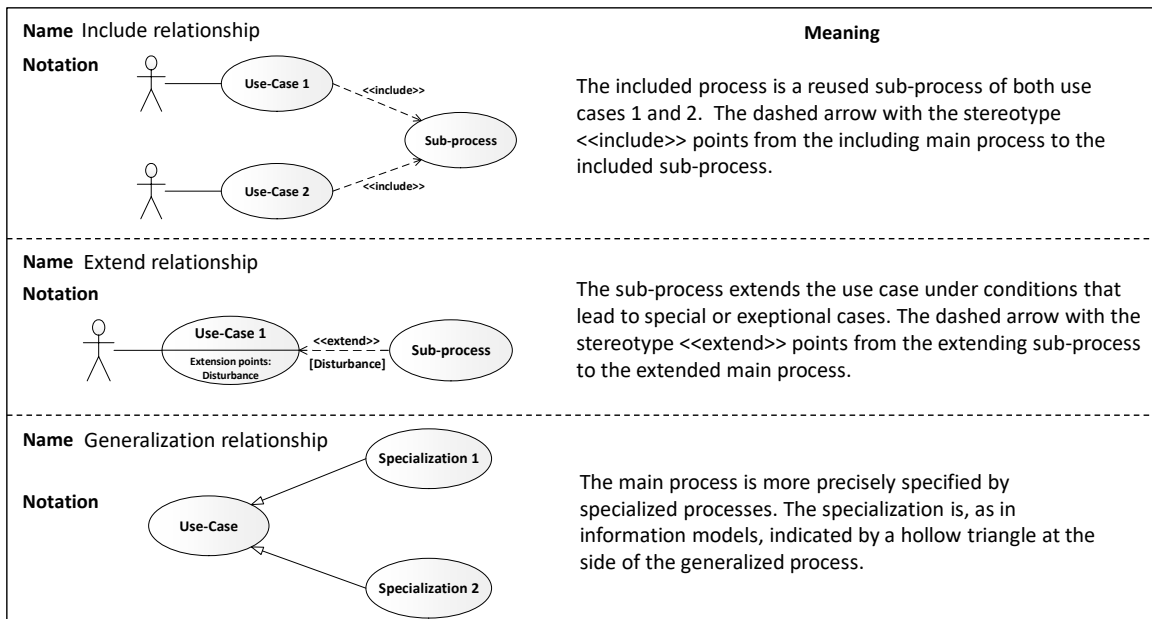 Name Include relationship
Meaning
Notation
Use-Case 1
<<include>>
Sub-process
Use-Case 2
<<include>>
The included process is a reused sub-process of both use
cases 1 and 2. The dashed arrow with the stereotype
<<include>> points from the including main process to the
included sub-process.
Name Extend relationship
Notation
Use-Case 1
Extension points:
Disturbance
<<extend>>
[Disturbance]
Sub-process
The sub-process extends the use case under conditions that
lead to special or exeptional cases. The dashed arrow with the
stereotype <<extend>> points from the extending sub-process
to the extended main process.
Name Generalization relationship
Notation
Specialization 1
Use-Case
Specialization 2
The main process is more precisely specified by
specialized processes. The specialization is, as in
information models, indicated by a hollow triangle at the
side of the generalized process.